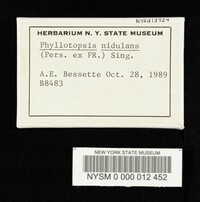 HERBARIUM N. Y. STATE MUSEUM
Phyllotopsis nidulans
(Pers. ex FR.) Sing.
A.E. Bessette Oct. 28, 1989
B8483
NEW YORK STATE MUSEUM
NYSM 0 000 012 452